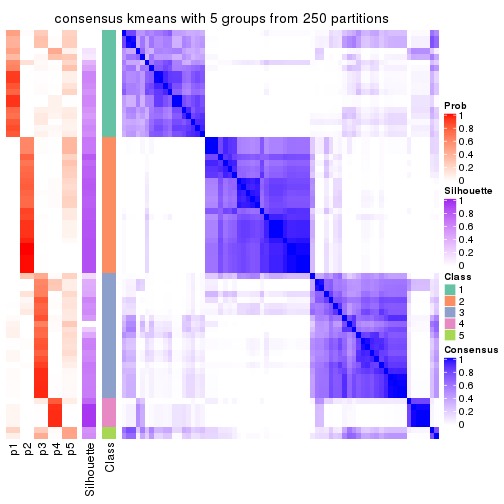 consensus kmeans with 5 groups from 250 partitions
Prob
1
0.8
0.6
0.4
0.2
0
Silhouette
1
0.8
0.6
0.4
0.2
0
Class
1
2
3
4
5
Consensus
1
0.8
0.6
0.4
0.2
0
p1
p2
p3
p4
p5
Silhouette
Class